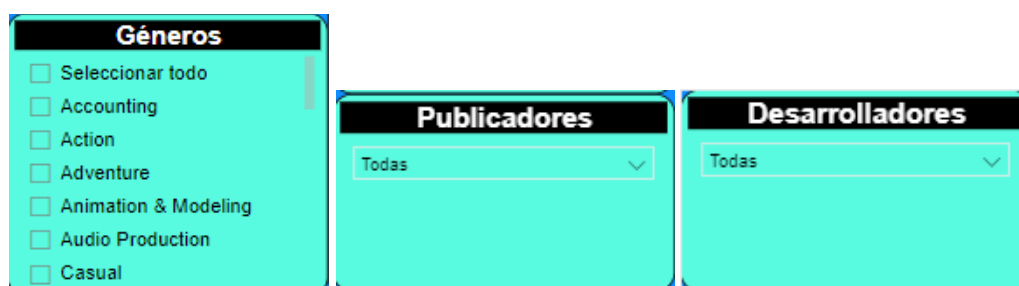 Géneros
Seleccionar todo
Accounting
Action
Adventure
Animation & Modeling
Audio Production
Casual
Publicadores
Todas
Desarrolladores
Todas